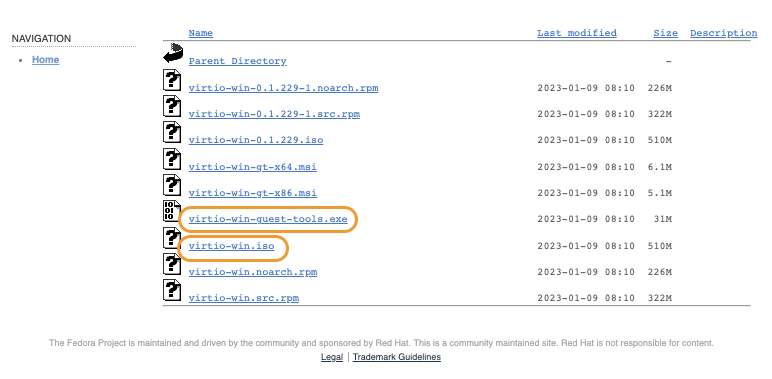 NAVIGATION
Home
Name Last modified Size Description
Parent Directory -
virtio-win-0.1.229-1.noarch.rpm 2023-01-09 08:10 226M
virtio-win-0.1.229-1.src.rpm 2023-01-09 08:10 322M
virtio-win-0.1.229.iso 2023-01-09 08:10 510M
virtio-win-gt-x64.msi 2023-01-09 08:10 6.1M
virtio-win-gt-x86.msi 2023-01-09 08:10 5.1M
virtio-win-guest-tools.exe 2023-01-09 08:10 31M
virtio-win.iso 2023-01-09 08:10 510M
virtio-win.noarch.rpm 2023-01-09 08:10 226M
virtio-win.src.rpm 2023-01-09 08:10 322M
The Fedora Project is maintained and driven by the community and sponsored by Red Hat. This is a community maintained site. Red Hat is not responsible for content.
Legal | Trademark Guidelines